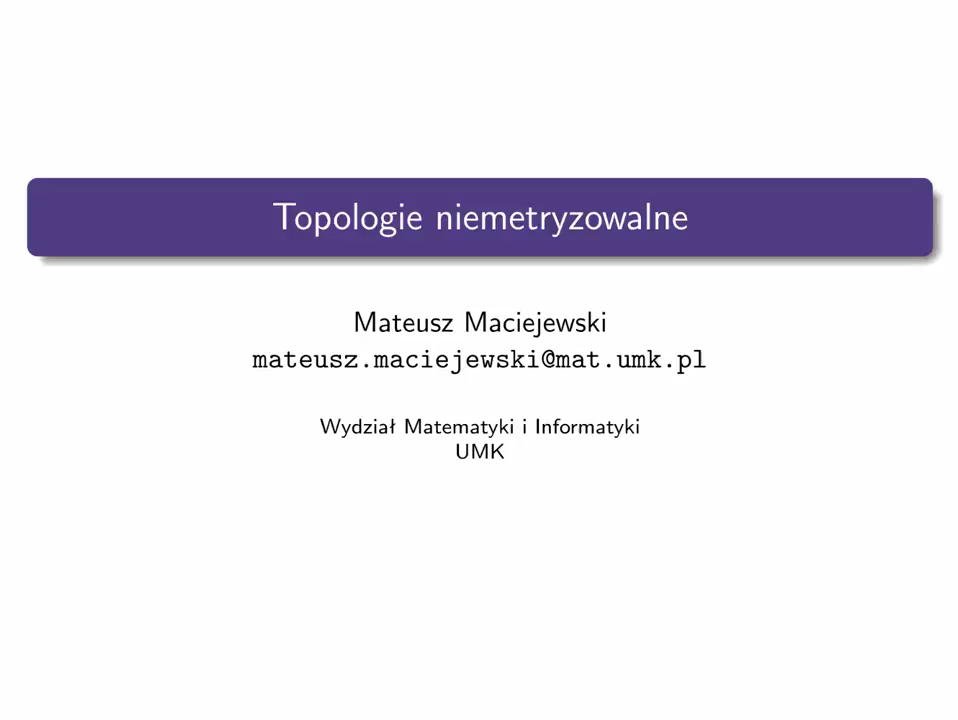 Topologie niemetryzowalne
Mateusz Maciejewski
mateusz.maciejewski@mat.umk.pl
Wydział Matematyki i Informatyki
UMK